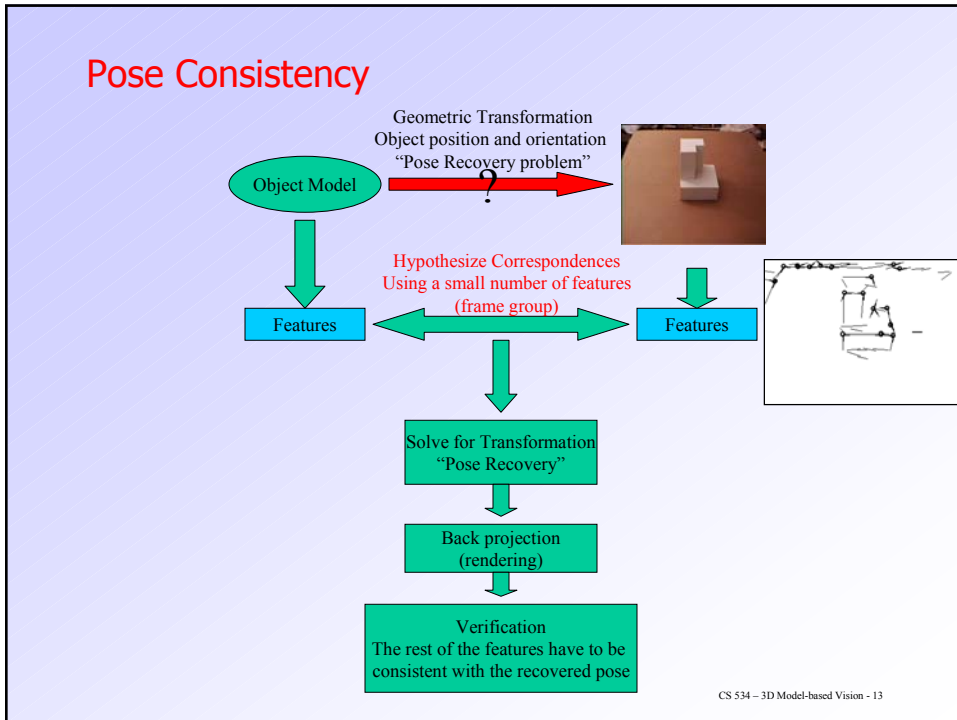 Pose Consistency
Geometric Transformation
Object position and orientation
“Pose Recovery problem”
Object Model
?
Hypothesize Correspondences
Using a small number of features
(frame group)
Features
Features
Solve for Transformation
“Pose Recovery”
Back projection
(rendering)
Verification
The rest of the features have to be
consistent with the recovered pose
CS 534 – 3D Model-based Vision - 13